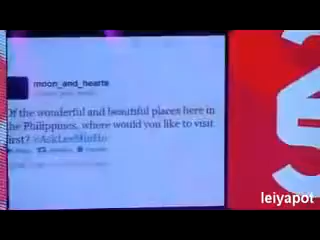 moon_and_hearts
Of the wonderful and beautiful places here in
the Philippines, where would you like to visit
first? #AskLeeMinHo
leiyapot